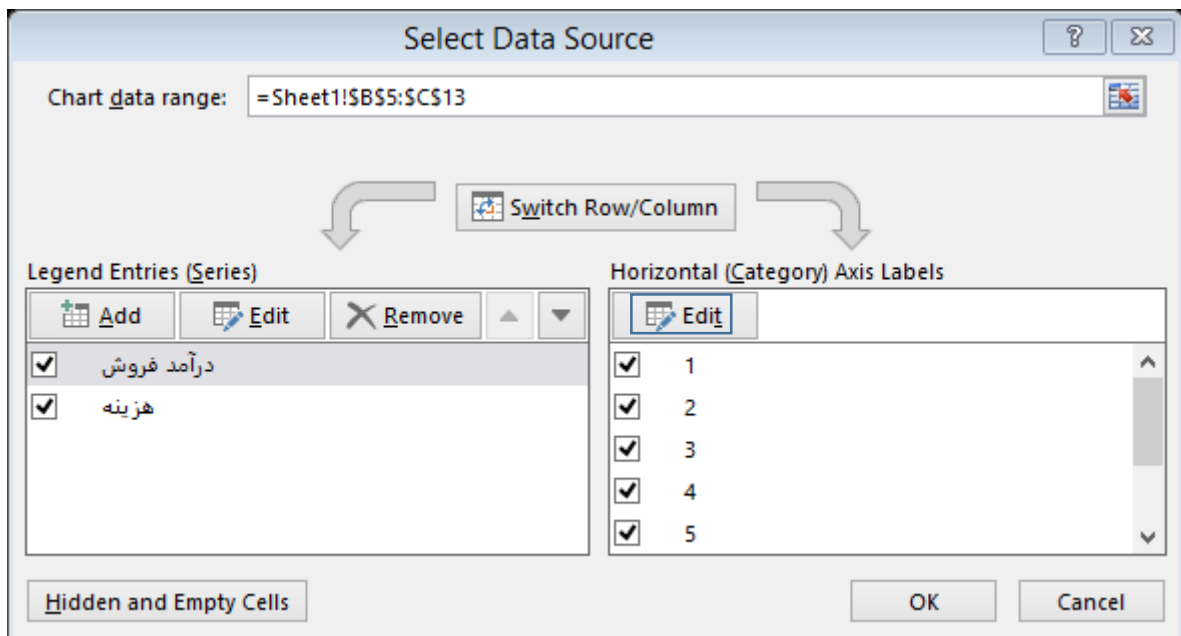 Select Data Source
Chart data range: =Sheet1!$B$5:$C$13
Switch Row/Column
Legend Entries (Series)
Add Edit Remove
درآمد فروش
هزینه
Horizontal (Category) Axis Labels
Edit
1
2
3
4
5
Hidden and Empty Cells
OK Cancel